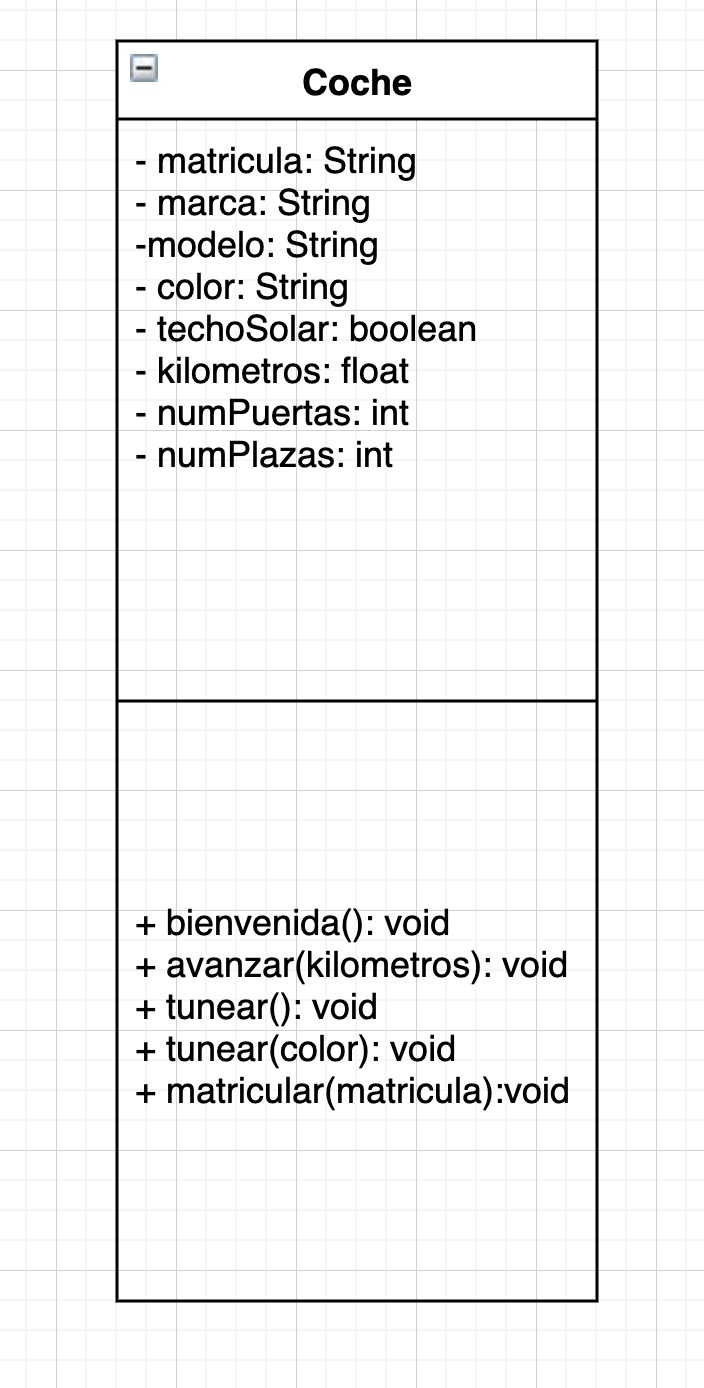 Coche
- matricula: String
- marca: String
-modelo: String
- color: String
- techoSolar: boolean
- kilometros: float
- numPuertas: int
- numPlazas: int
+ bienvenida(): void
+ avanzar(kilometros): void
+ tunear(): void
+ tunear(color): void
+ matricular(matricula):void